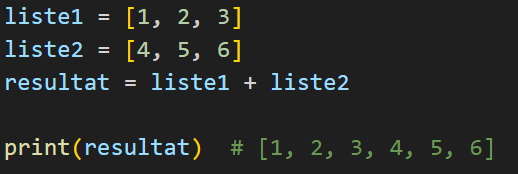 liste1 = [1, 2, 3]
liste2 = [4, 5, 6]
resultat = liste1 + liste2
print(resultat)  # [1, 2, 3, 4, 5, 6]